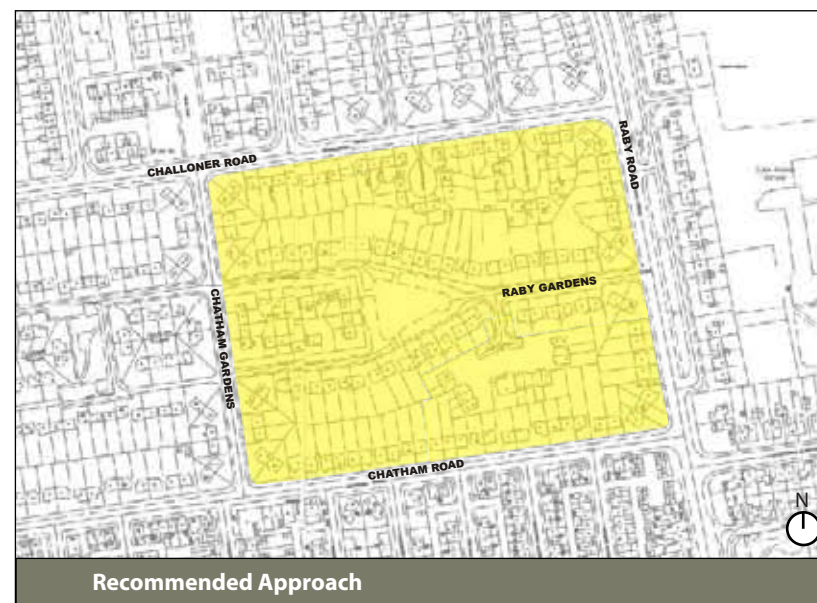 CHALLONER ROAD
RABY ROAD
RABY GARDENS
CHATHAM GARDENS
CHATHAM ROAD
N
Recommended Approach